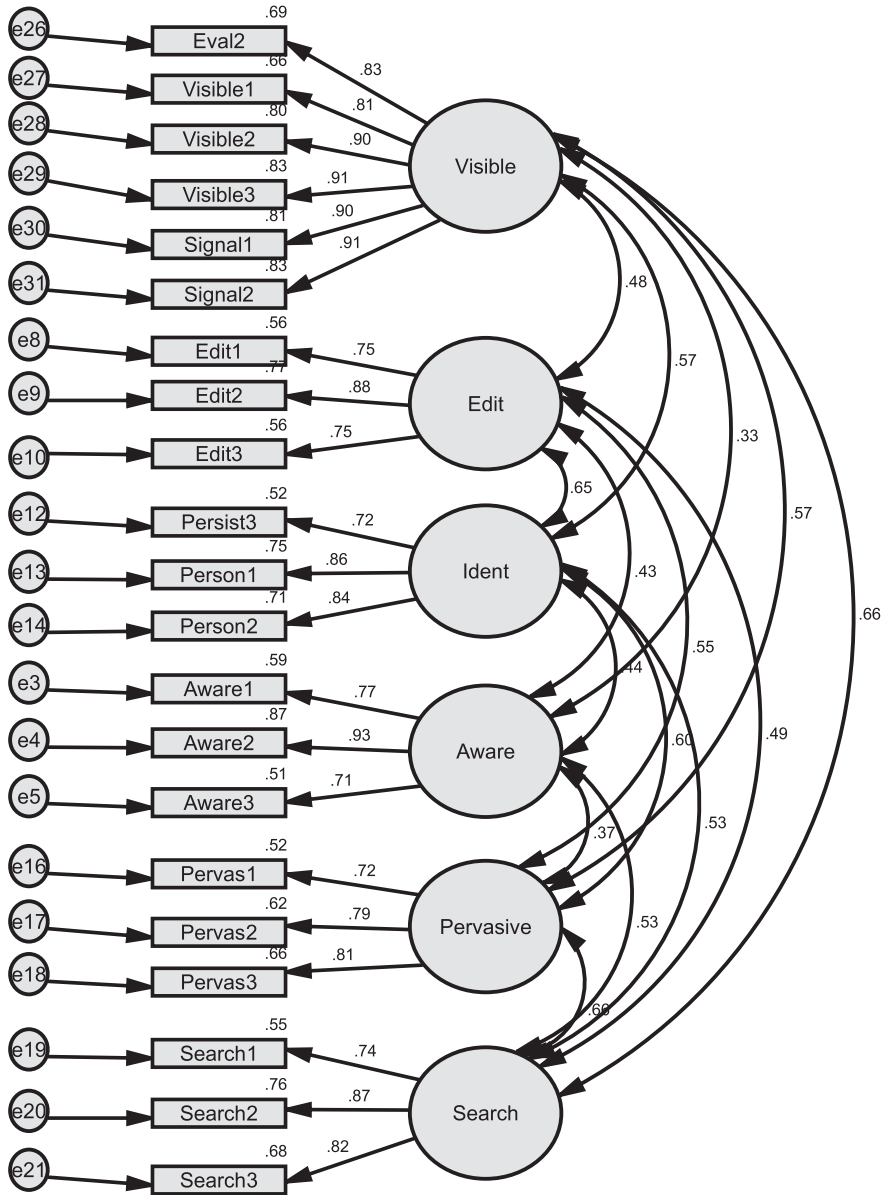 .69
e26
Eval2
.83
.66
e27
Visible1
.81
.80
e28
Visible2
.90
.83
e29
Visible3
.91
Visible
.81
e30
Signal1
.90
.83
e31
Signal2
.91
.48
.56
e8
Edit1
.75
.57
.77
e9
Edit2
.88
Edit
.33
.56
e10
Edit3
.75
.65
.57
.52
e12
Persist3
.72
.75
e13
Person1
.86
Ident
.43
.71
e14
Person2
.84
.66
.59
e3
Aware1
.77
.44
.55
.87
e4
Aware2
.93
Aware
.60
.49
.51
e5
Aware3
.71
.37
.53
.52
e16
Pervas1
.72
.62
e17
Pervas2
.79
Pervasive
.53
.66
e18
Pervas3
.81
.66
.55
e19
Search1
.74
.76
e20
Search2
.87
Search
.68
e21
Search3
.82